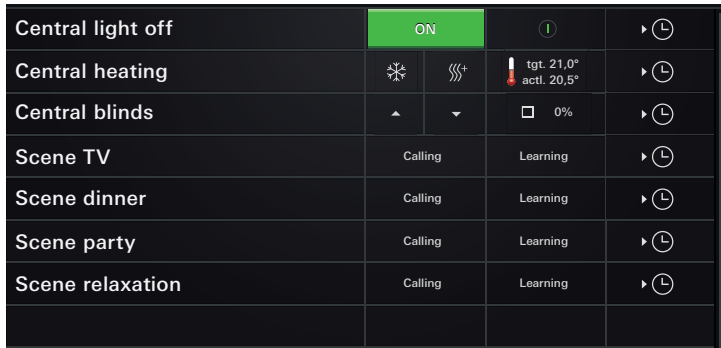 Central light off ON
Central heating tgt. 21,0°
actl. 20,5°
Central blinds 0%
Scene TV Calling Learning
Scene dinner Calling Learning
Scene party Calling Learning
Scene relaxation Calling Learning